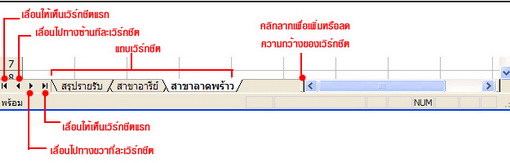 เลื่อนให้เห็นเวิร์กชีตแรก
เลื่อนไปทางซ้ายทีละเวิร์กชีต
แถบเวิร์กชีต
คลิกลากเพื่อเพิ่มหรือลด
ความกว้างของเวิร์กชีต
7
8
สรุปรายรับ สาขาอารีย์ สาขาลาดพร้าว
พร้อม NUM
เลื่อนให้เห็นเวิร์กชีตแรก
เลื่อนไปทางขวาทีละเวิร์กชีต